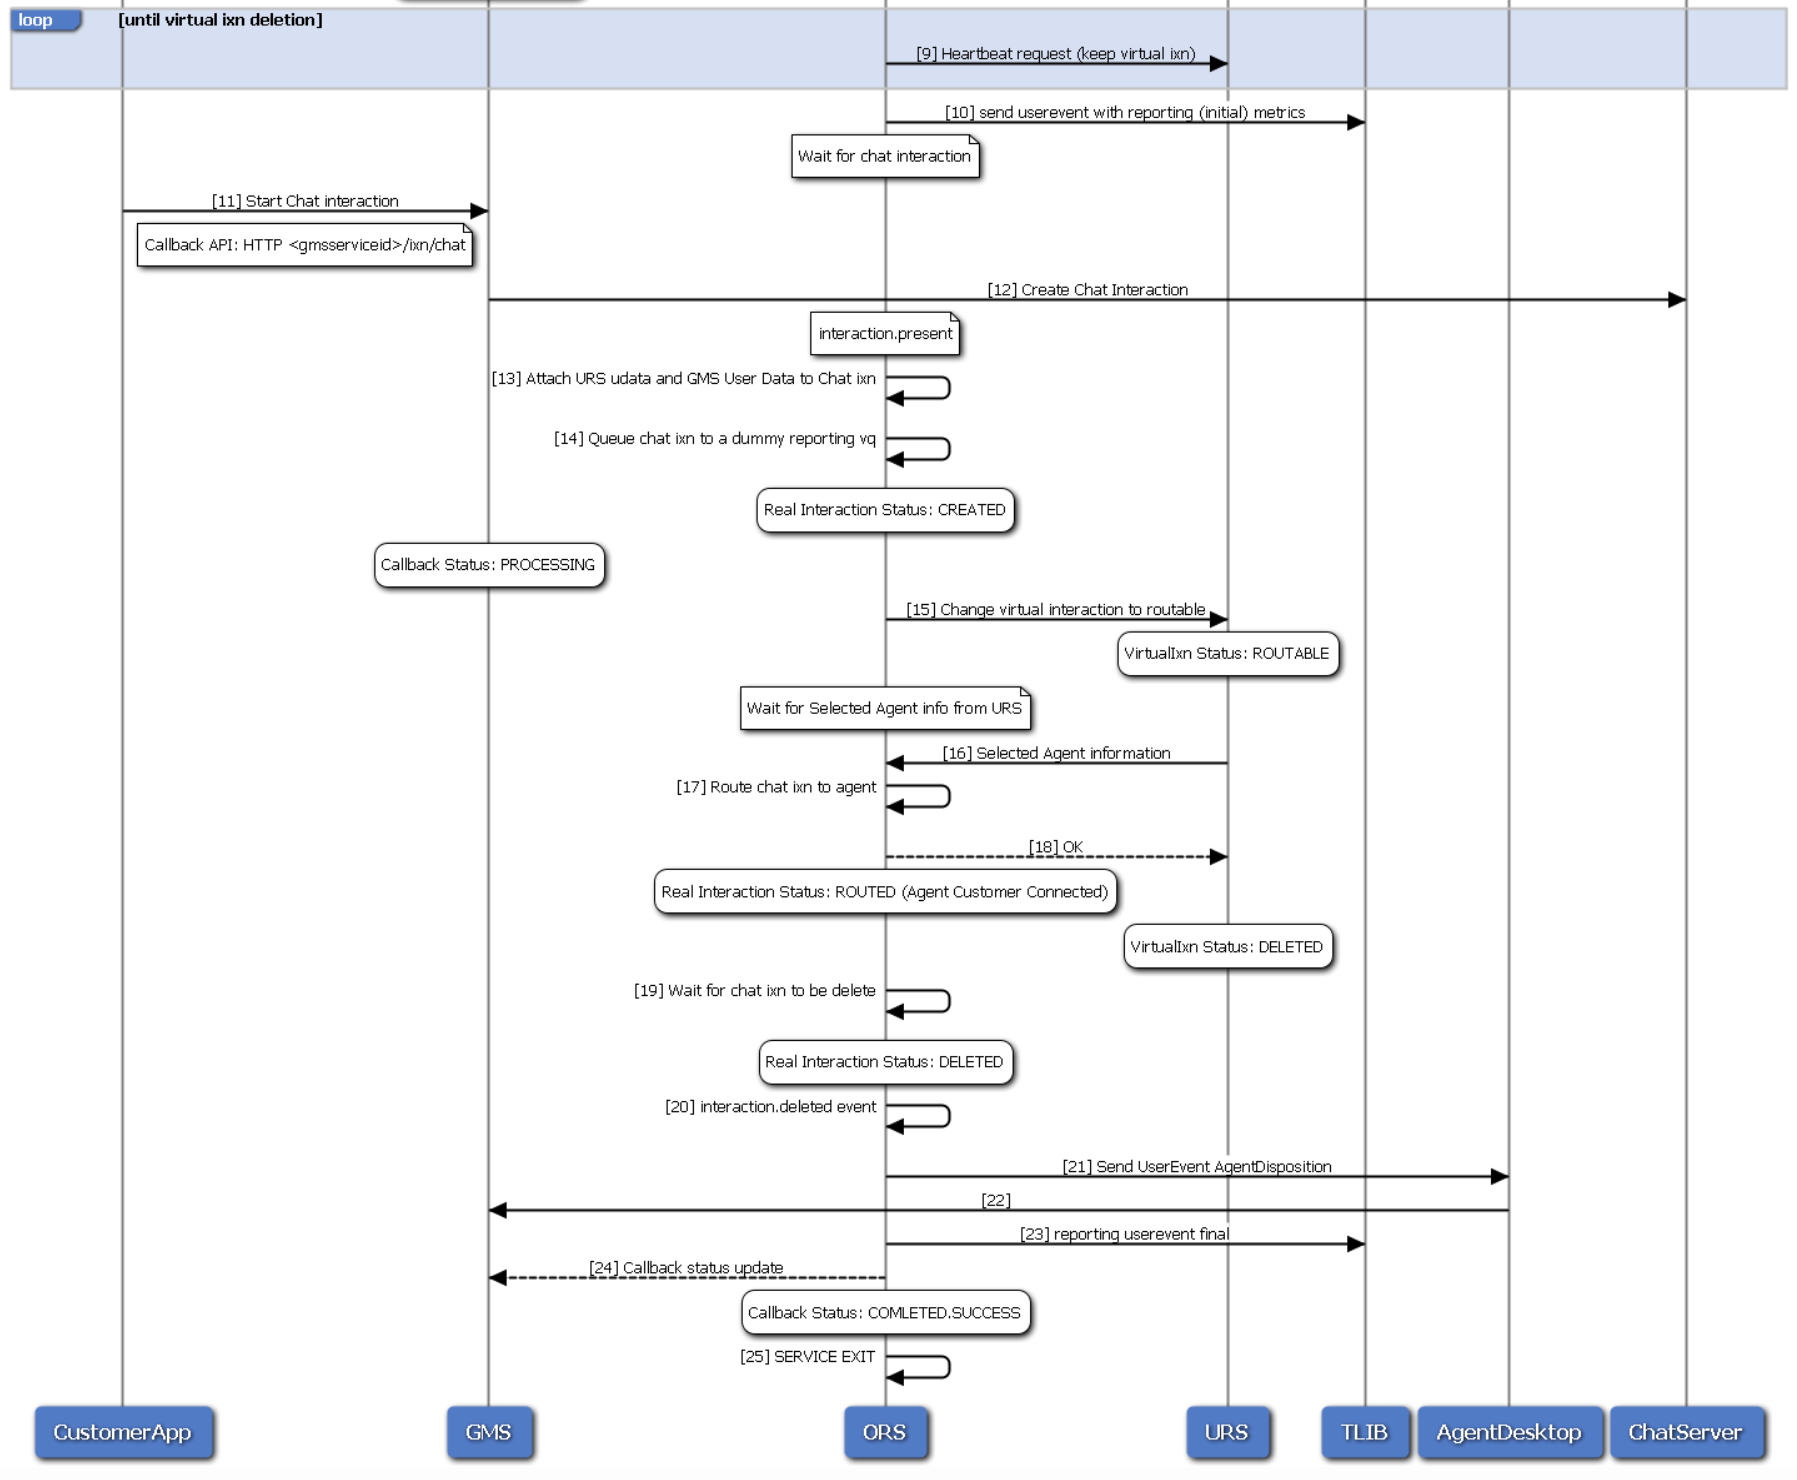 loop
[until virtual ixn deletion]
[9] Heartbeat request (keep virtual ixn)
[10] send userevent with reporting (initial) metrics
Wait for chat interaction
[11] Start Chat interaction
Callback API: HTTP <gmsserviceid>/ixn/chat
[12] Create Chat Interaction
interaction.present
[13] Attach URS udata and GMS User Data to Chat ixn
[14] Queue chat ixn to a dummy reporting vq
Real Interaction Status: CREATED
Callback Status: PROCESSING
[15] Change virtual interaction to routable
VirtualIxn Status: ROUTABLE
Wait for Selected Agent info from URS
[16] Selected Agent information
[17] Route chat ixn to agent
[18] OK
Real Interaction Status: ROUTED (Agent Customer Connected)
VirtualIxn Status: DELETED
[19] Wait for chat ixn to be delete
Real Interaction Status: DELETED
[20] interaction.deleted event
[21] Send UserEvent AgentDisposition
[22]
[23] reporting userevent final
[24] Callback status update
Callback Status: COMLETED.SUCCESS
[25] SERVICE EXIT
CustomerApp
GMS
ORS
URS
TLIB
AgentDesktop
ChatServer